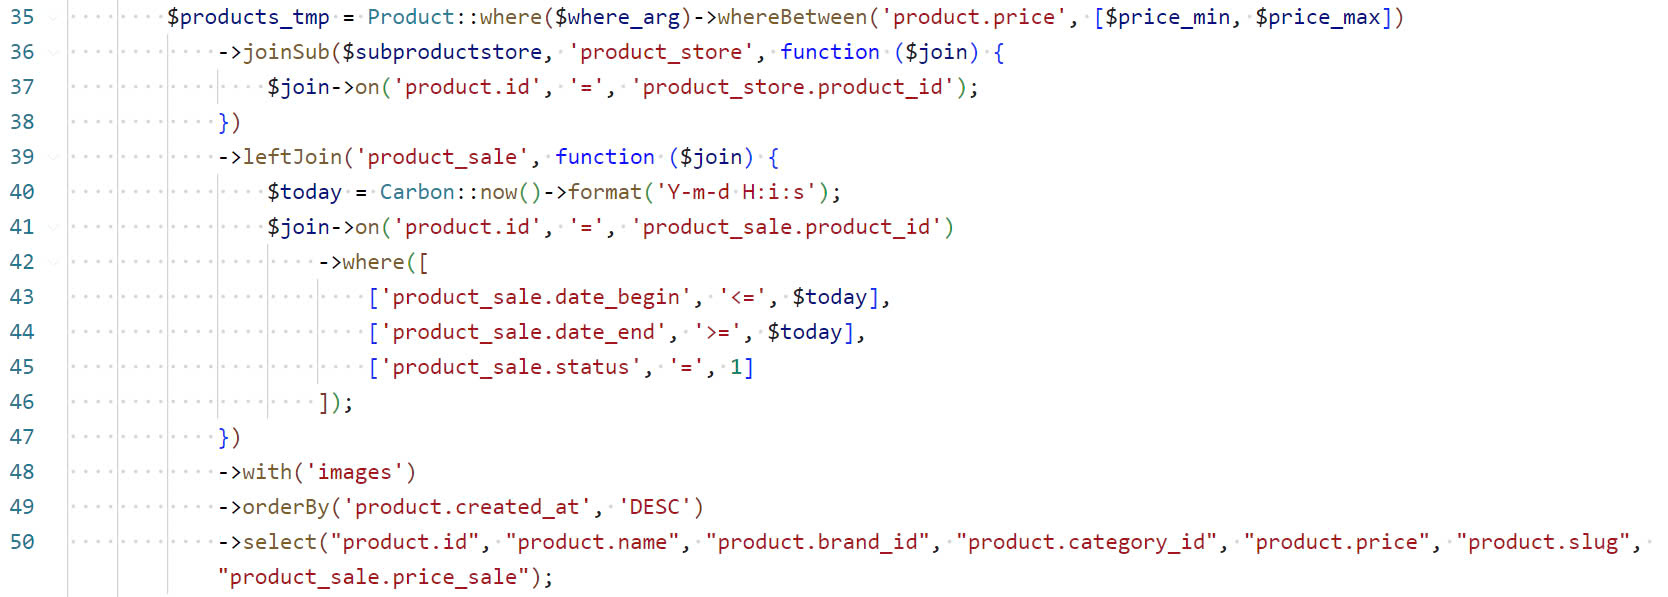 35 $products_tmp = Product::where($where_arg)->whereBetween('product.price', [$price_min, $price_max])
36 ->joinSub($subproductstore, 'product_store', function ($join) {
37 $join->on('product.id', '=', 'product_store.product_id');
38 })
39 ->leftJoin('product_sale', function ($join) {
40 $today = Carbon::now()->format('Y-m-d H:i:s');
41 $join->on('product.id', '=', 'product_sale.product_id')
42 ->where([
43 ['product_sale.date_begin', '<=', $today],
44 ['product_sale.date_end', '>=', $today],
45 ['product_sale.status', '=', 1]
46 ]);
47 })
48 ->with('images')
49 ->orderBy('product.created_at', 'DESC')
50 ->select("product.id", "product.name", "product.brand_id", "product.category_id", "product.price", "product.slug",
"product_sale.price_sale");